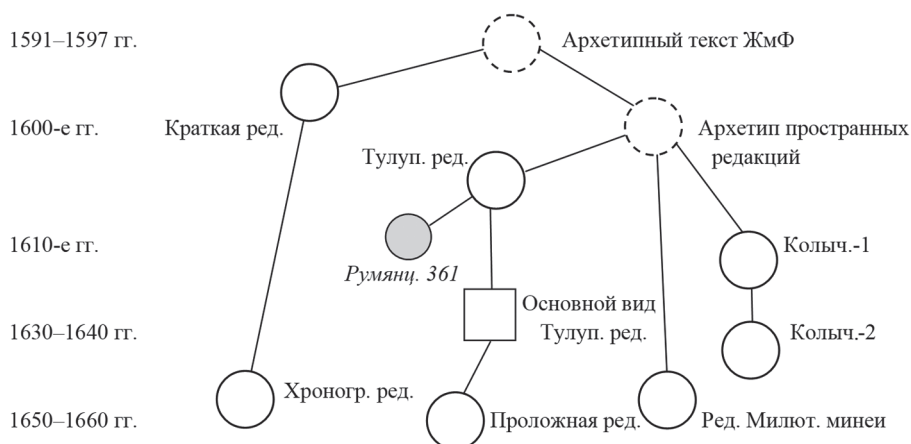 1591–1597 гг.
Архетипный текст ЖмФ
1600-е гг.
Краткая ред.
Архетип пространных
редакций
Тулуп. ред.
1610-е гг.
Колыч.-1
Румянц. 361
Основной вид
Тулуп. ред.
1630–1640 гг.
Колыч.-2
Хроногр. ред.
1650–1660 гг.
Проложная ред.
Ред. Милют. минеи